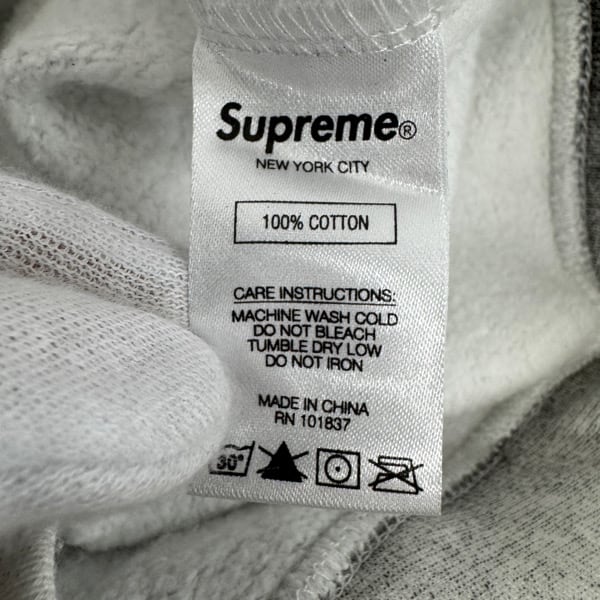 Supreme®
NEW YORK CITY
100% COTTON
CARE INSTRUCTIONS:
MACHINE WASH COLD
DO NOT BLEACH
TUMBLE DRY LOW
DO NOT IRON
MADE IN CHINA
RN 101837
30°